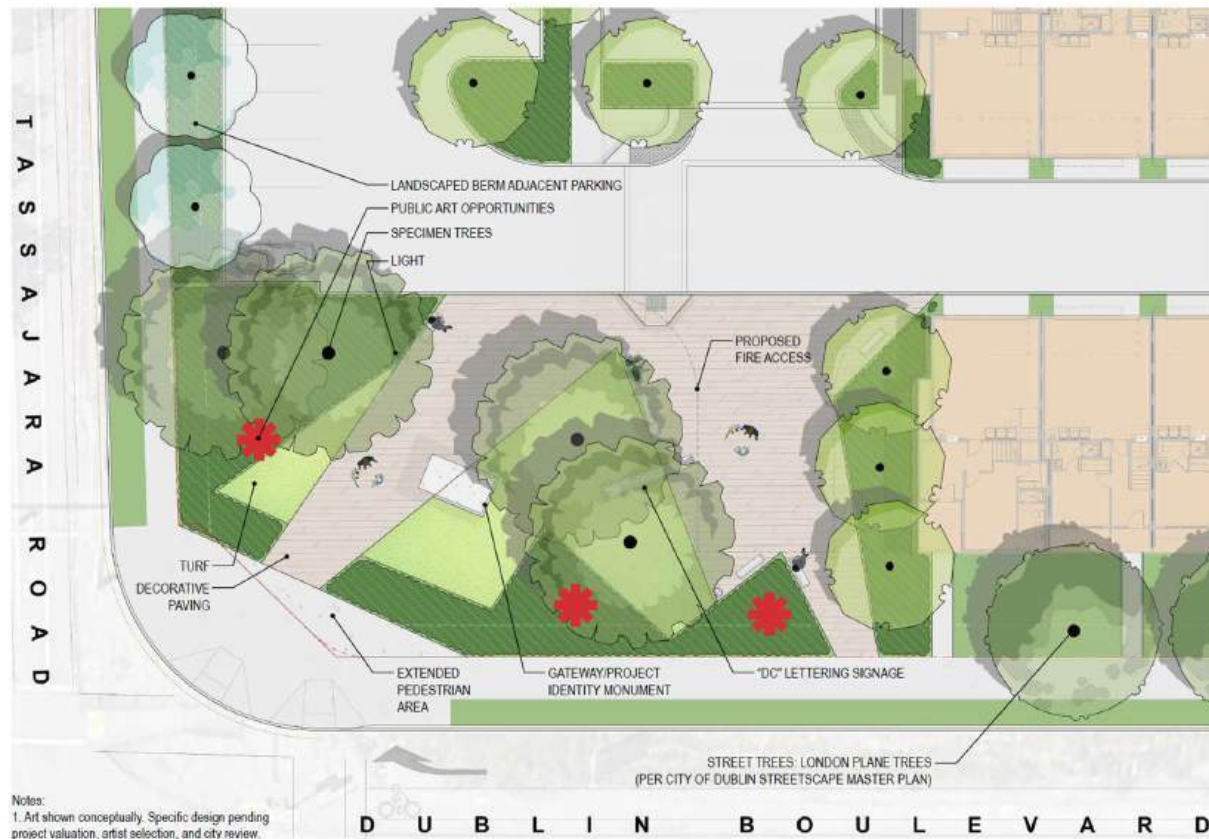 TASSAJARA ROAD
LANDSCAPED BERM ADJACENT PARKING
PUBLIC ART OPPORTUNITIES
SPECIMEN TREES
LIGHT
PROPOSED
FIRE ACCESS
TURF
DECORATIVE
PAVING
EXTENDED
PEDESTRIAN
AREA
GATEWAY/PROJECT
IDENTITY MONUMENT
"DC" LETTERING SIGNAGE
STREET TREES: LONDON PLANE TREES
(PER CITY OF DUBLIN STREETSCAPE MASTER PLAN)
Notes:
1. Art shown conceptually. Specific design pending
project valuation, artist selection, and city review.
DUBLIN BOULEVARD